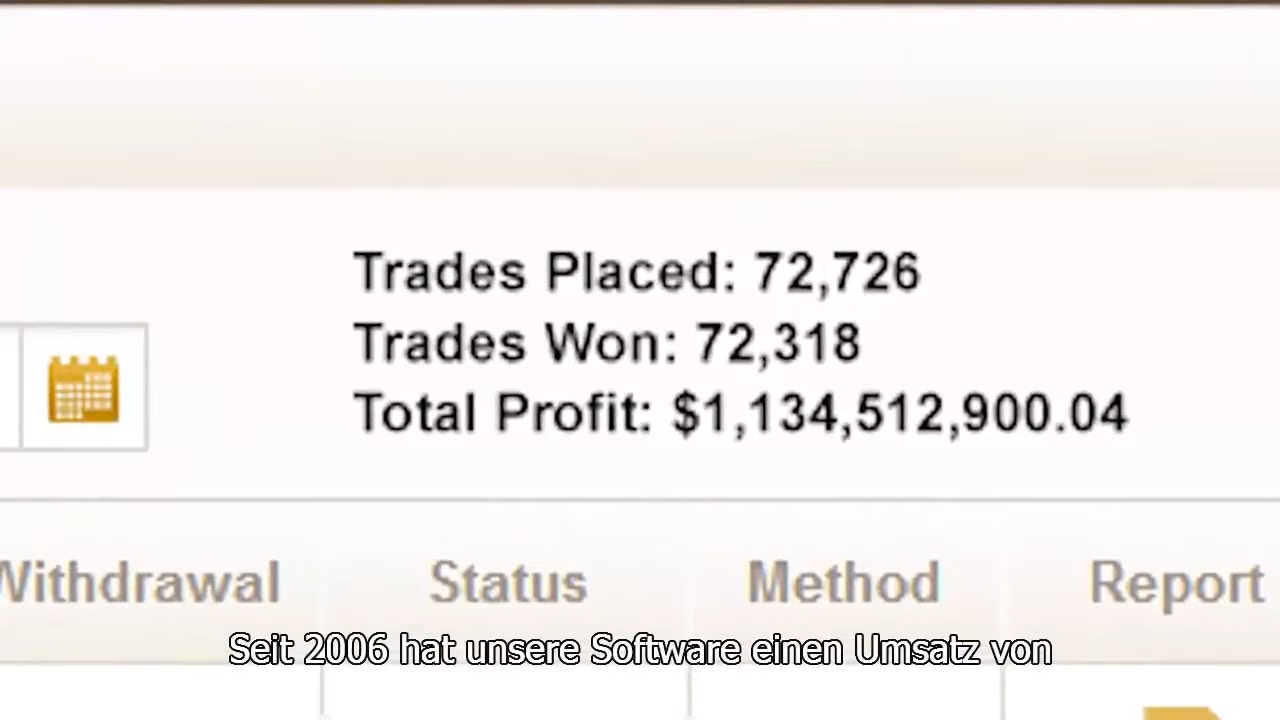 Trades Placed: 72,726
Trades Won: 72,318
Total Profit: $1,134,512,900.04
Withdrawal Status Method Report
Seit 2006 hat unsere Software einen Umsatz von